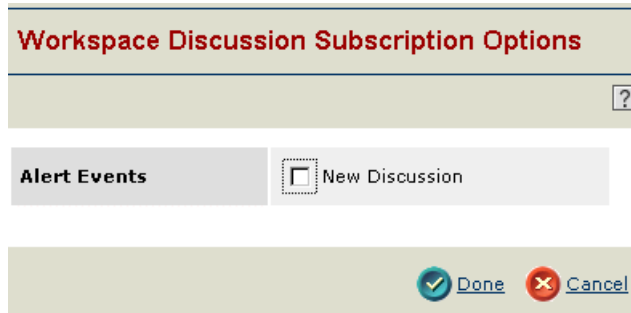 Workspace Discussion Subscription Options
?
Alert Events New Discussion
Done Cancel